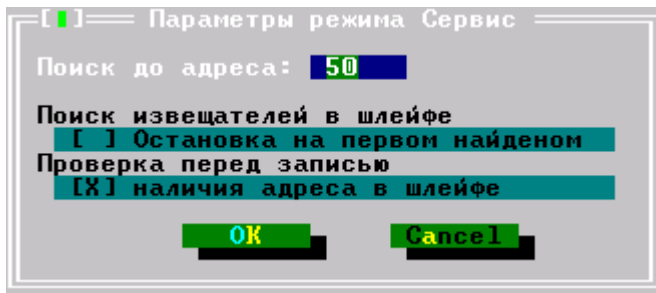 [■] Параметры режима Сервис
Поиск до адреса: 50
Поиск извещателей в шлейфе
[ ] Остановка на первом найденом
Проверка перед записью
[X] наличия адреса в шлейфе
OK Cancel